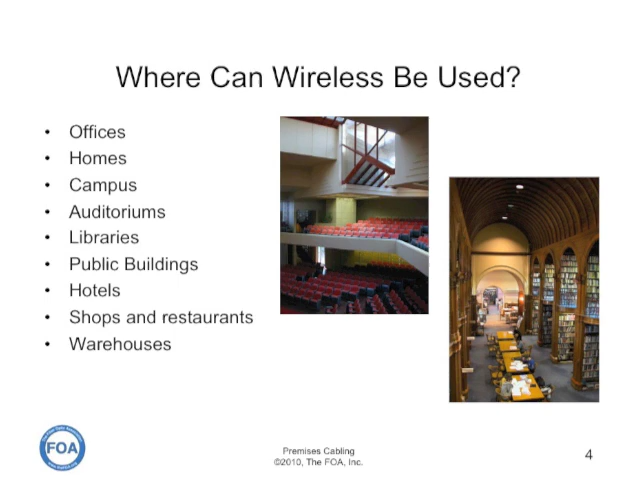 Where Can Wireless Be Used?
• Offices
• Homes
• Campus
• Auditoriums
• Libraries
• Public Buildings
• Hotels
• Shops and restaurants
• Warehouses
FOA
Premises Cabling
©2010, The FOA, Inc.
4